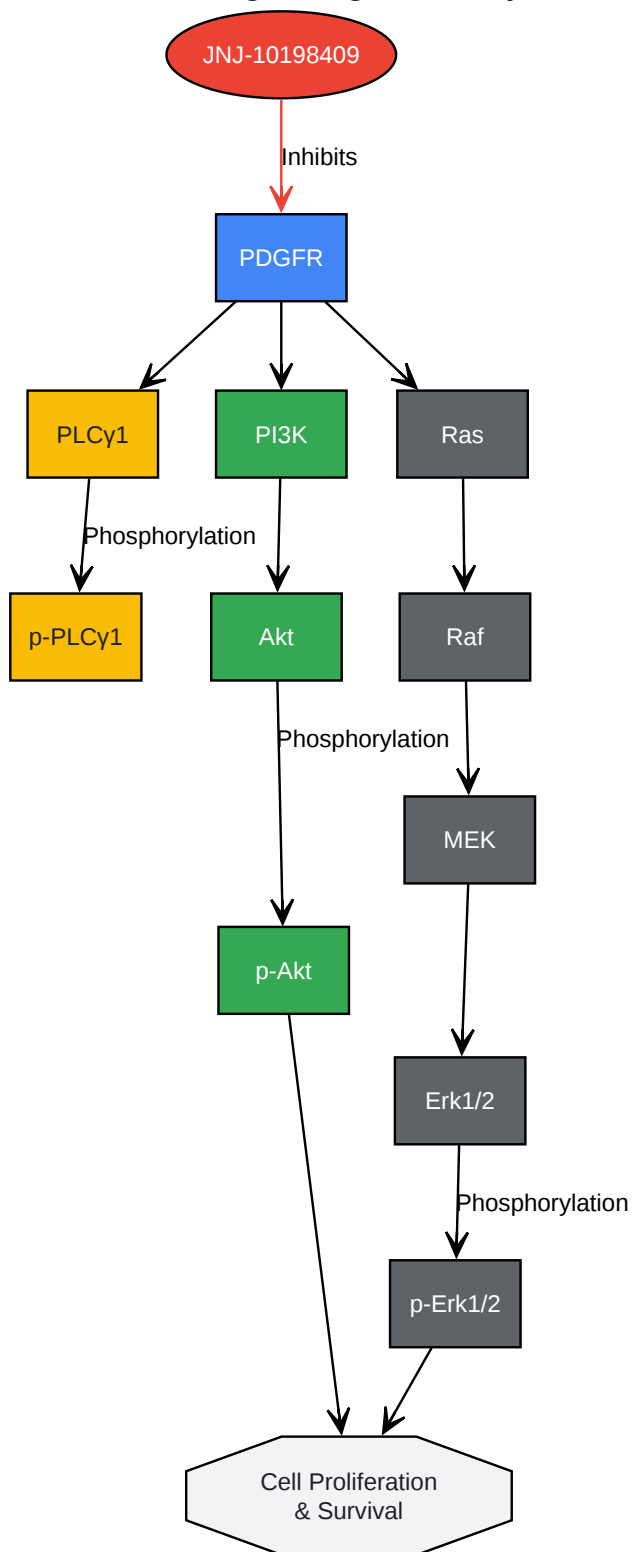 JNJ-10198409
Inhibits
PDGFR
PLCγ1
PI3K
Ras
Phosphorylation
p-PLCγ1
Akt
Raf
Phosphorylation
MEK
p-Akt
Erk1/2
Phosphorylation
p-Erk1/2
Cell Proliferation
& Survival